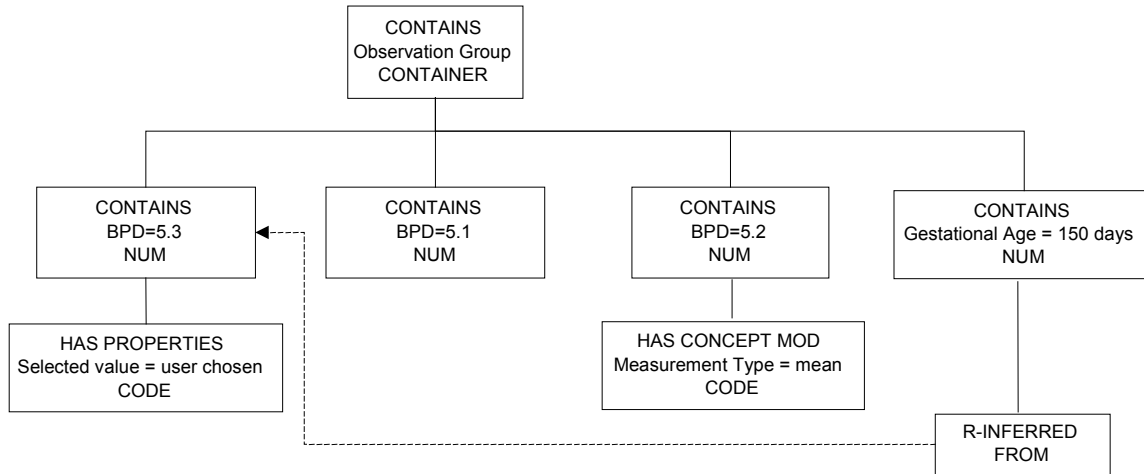 CONTAINS
Observation Group
CONTAINER
CONTAINS
BPD=5.3
NUM
CONTAINS
BPD=5.1
NUM
CONTAINS
BPD=5.2
NUM
CONTAINS
Gestational Age = 150 days
NUM
HAS PROPERTIES
Selected value = user chosen
CODE
HAS CONCEPT MOD
Measurement Type = mean
CODE
R-INFERRED
FROM